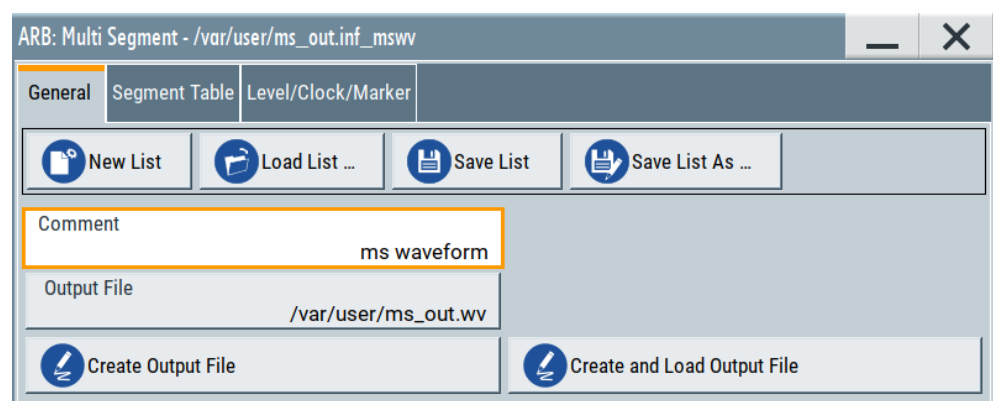 ARB: Multi Segment - /var/user/ms_out.inf_mswv
General Segment Table Level/Clock/Marker
New List Load List ... Save List Save List As ...
Comment
ms waveform
Output File
/var/user/ms_out.wv
Create Output File Create and Load Output File